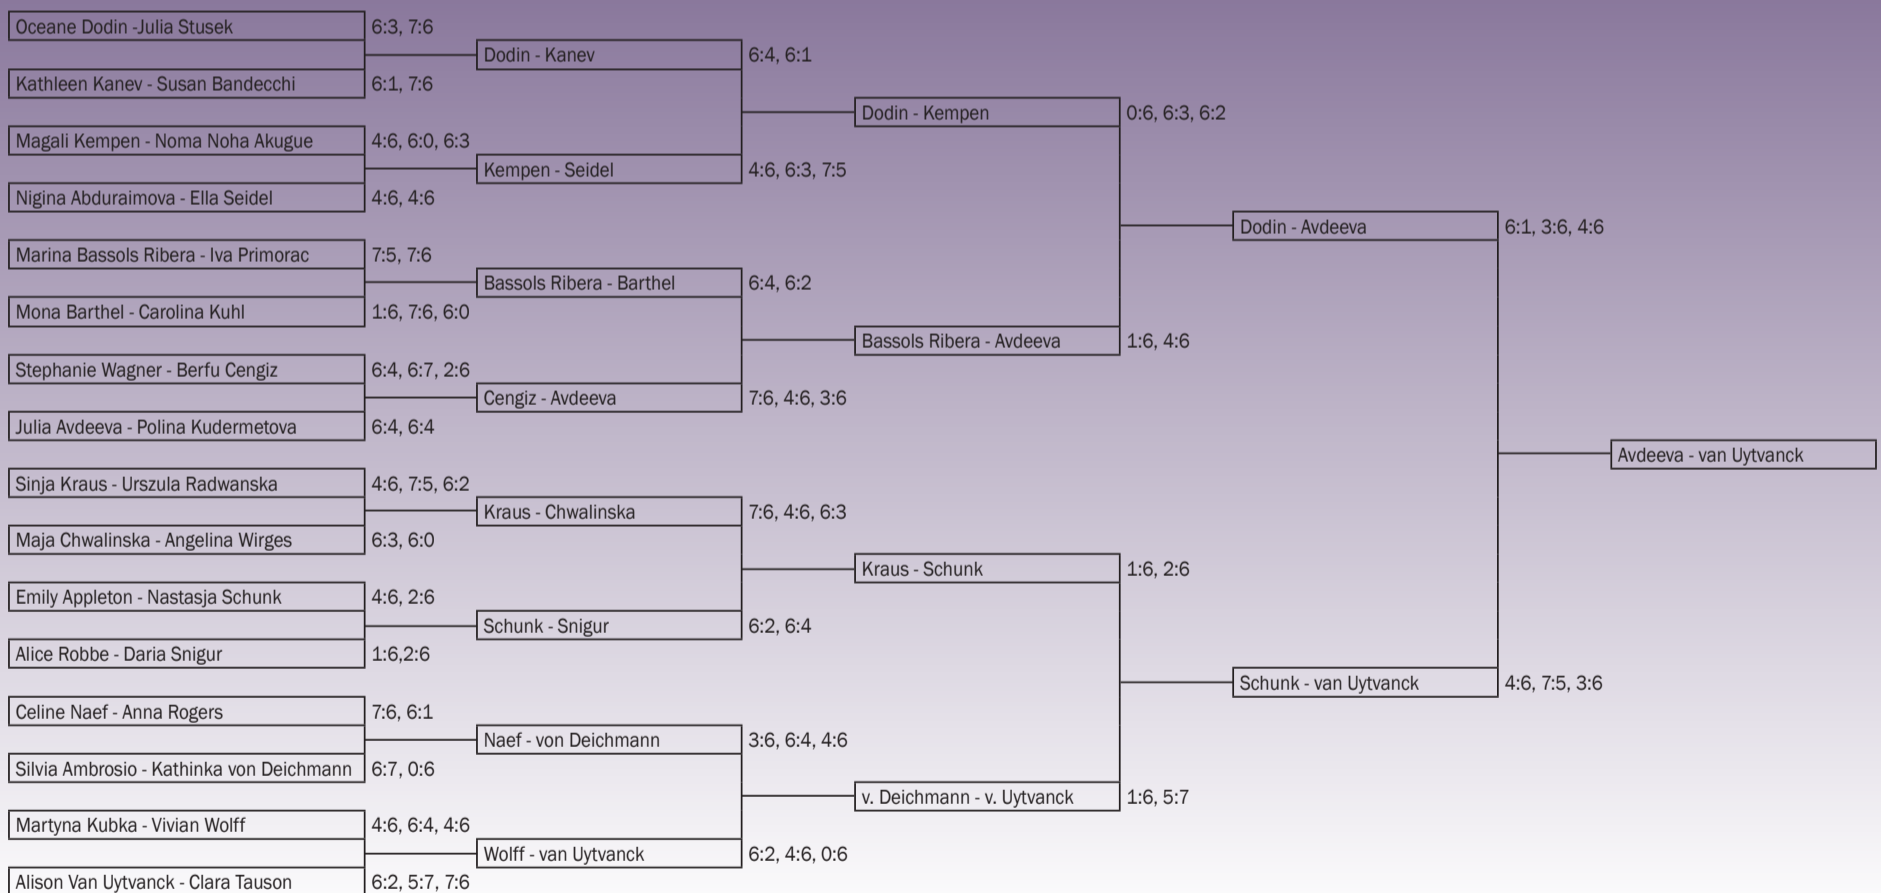 Oceane Dodin -Julia Stusek 6:3, 7:6
Kathleen Kanev - Susan Bandecchi 6:1, 7:6
Magali Kempen - Noma Noha Akugue 4:6, 6:0, 6:3
Nigina Abduraimova - Ella Seidel 4:6, 4:6
Marina Bassols Ribera - Iva Primorac 7:5, 7:6
Mona Barthel - Carolina Kuhl 1:6, 7:6, 6:0
Stephanie Wagner - Berfu Cengiz 6:4, 6:7, 2:6
Julia Avdeeva - Polina Kudermetova 6:4, 6:4
Sinja Kraus - Urszula Radwanska 4:6, 7:5, 6:2
Maja Chwalinska - Angelina Wirges 6:3, 6:0
Emily Appleton - Nastasja Schunk 4:6, 2:6
Alice Robbe - Daria Snigur 1:6,2:6
Celine Naef - Anna Rogers 7:6, 6:1
Silvia Ambrosio - Kathinka von Deichmann 6:7, 0:6
Martyna Kubka - Vivian Wolff 4:6, 6:4, 4:6
Alison Van Uytvanck - Clara Tauson 6:2, 5:7, 7:6
Dodin - Kanev 6:4, 6:1
Kempen - Seidel 4:6, 6:3, 7:5
Bassols Ribera - Barthel 6:4, 6:2
Cengiz - Avdeeva 7:6, 4:6, 3:6
Kraus - Chwalinska 7:6, 4:6, 6:3
Schunk - Snigur 6:2, 6:4
Naef - von Deichmann 3:6, 6:4, 4:6
Wolff - van Uytvanck 6:2, 4:6, 0:6
Dodin - Kempen 0:6, 6:3, 6:2
Bassols Ribera - Avdeeva 1:6, 4:6
Kraus - Schunk 1:6, 2:6
v. Deichmann - v. Uytvanck 1:6, 5:7
Dodin - Avdeeva 6:1, 3:6, 4:6
Schunk - van Uytvanck 4:6, 7:5, 3:6
Avdeeva - van Uytvanck